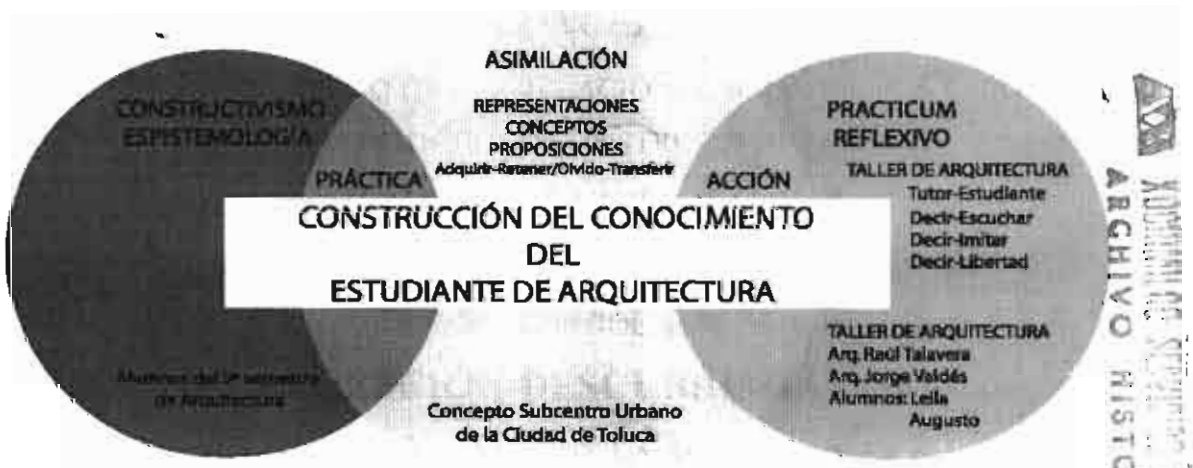 CONSTRUCTIVISMO
ESPISTEMOLOGÍA
PRÁCTICA
Alumnos del semestre
de Arquitectura
ASIMILACIÓN
REPRESENTACIONES
CONCEPTOS
PROPOSICIONES
Adquirir-Retener/Olvido-Transferir
CONSTRUCCIÓN DEL CONOCIMIENTO
DEL
ESTUDIANTE DE ARQUITECTURA
Concepto Subcentro Urbano
de la Ciudad de Toluca
ACCIÓN
PRACTICUM
REFLEXIVO
TALLER DE ARQUITECTURA
Tutor-Estudiante
Decir-Escuchar
Decir-Imitar
Decir-Libertad
TALLER DE ARQUITECTURA
Arq. Raúl Talavera
Arq. Jorge Valdés
Alumnos: Leila
Augusto
ARCHIVO HISTO